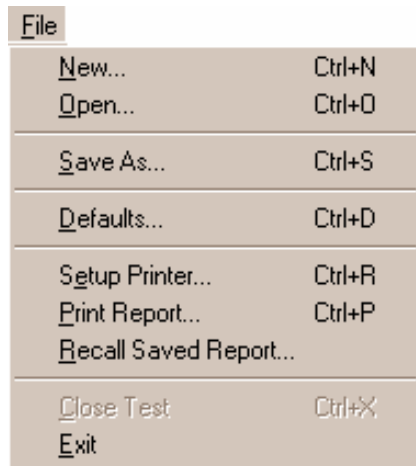 File
New... Ctrl+N
Open... Ctrl+O
Save As... Ctrl+S
Defaults... Ctrl+D
Setup Printer... Ctrl+R
Print Report... Ctrl+P
Recall Saved Report...
Close Test Ctrl+X
Exit